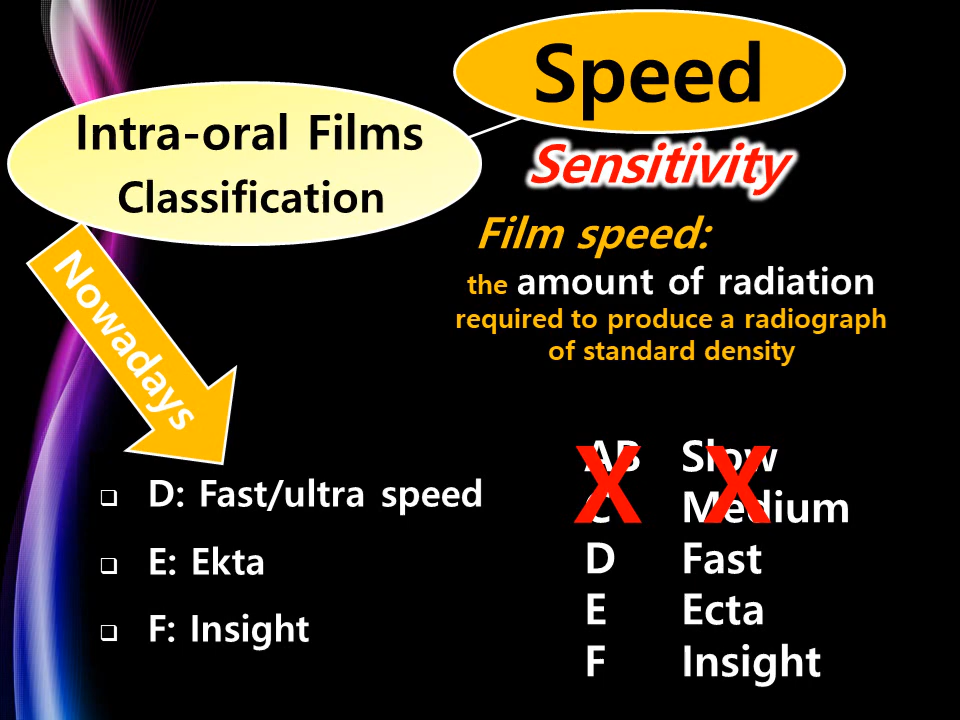 Speed
Intra-oral Films
Classification
Sensitivity
Film speed:
the amount of radiation
required to produce a radiograph
of standard density
Nowadays
D: Fast/ultra speed
E: Ekta
F: Insight
AB Slow
C Medium
X X
D Fast
E Ecta
F Insight